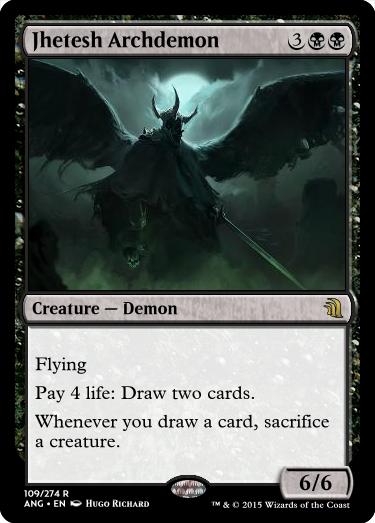 Jhetesh Archdemon 3
Creature — Demon
Flying
Pay 4 life: Draw two cards.
Whenever you draw a card, sacrifice
a creature.
6/6
109/274 R
ANG • EN Hugo Richard ™ & © 2015 Wizards of the Coast